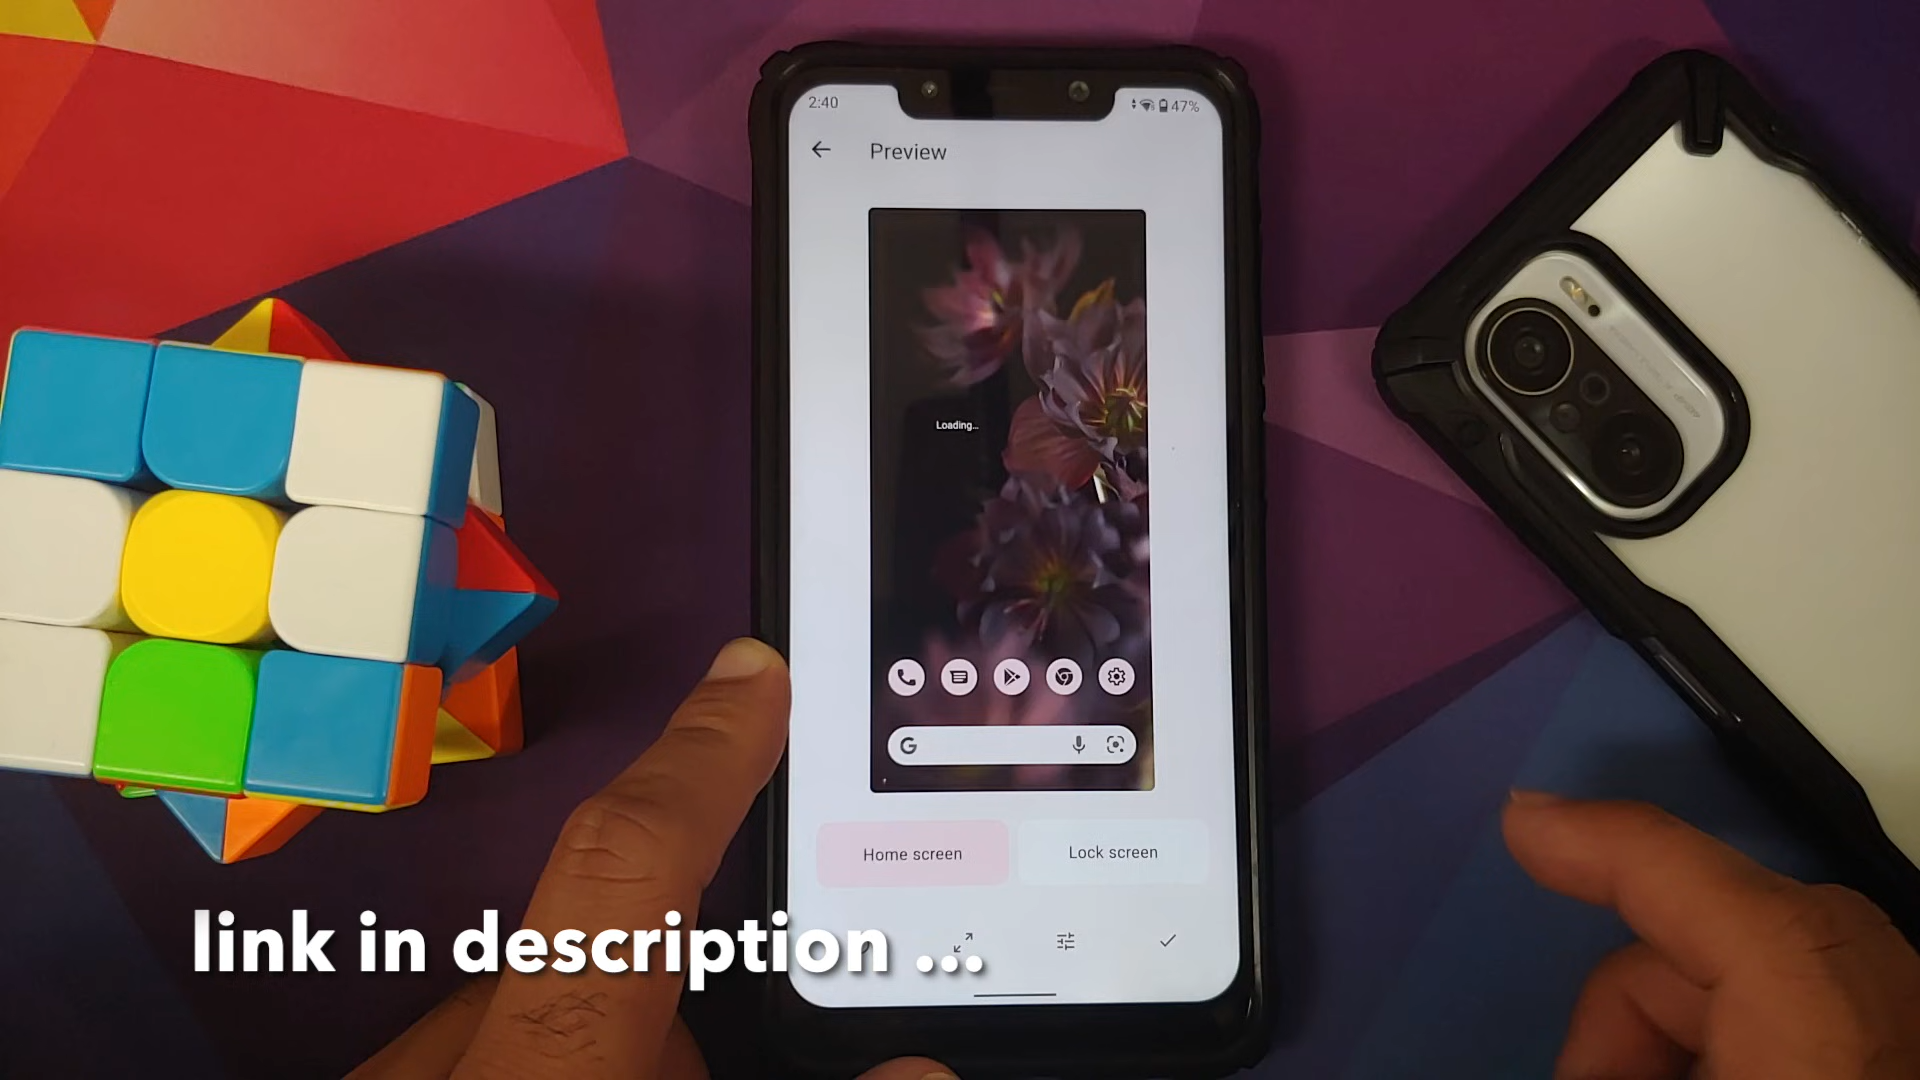 2:40
47%
Preview
Loading...
G
Home screen
Lock screen
link in description ...